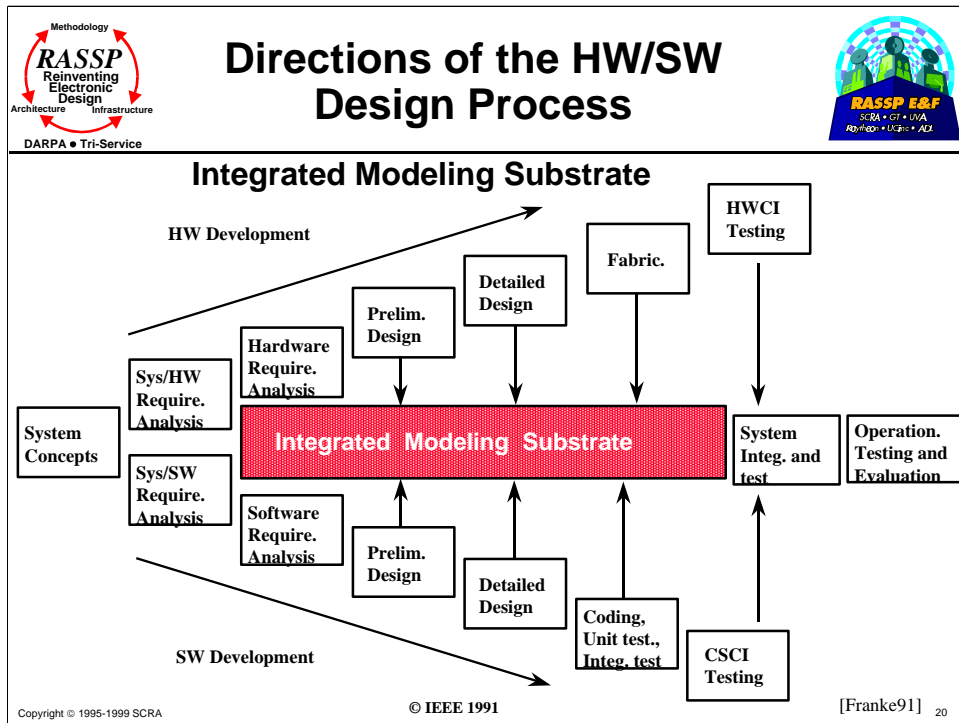 Methodology
RASSP
Reinventing
Electronic
Design
Architecture
Infrastructure
DARPA ● Tri-Service
Directions of the HW/SW
Design Process
RASSP E&F
SCRA • GT • UVA
Raytheon • UCinc • ADL
Integrated Modeling Substrate
HW Development
HWCI
Testing
Fabric.
Detailed
Design
Prelim.
Design
Hardware
Require.
Analysis
Sys/HW
Require.
Analysis
System
Concepts
Integrated Modeling Substrate
System
Integ. and
test
Operation.
Testing and
Evaluation
Sys/SW
Require.
Analysis
Software
Require.
Analysis
Prelim.
Design
Detailed
Design
Coding,
Unit test.,
Integ. test
CSCI
Testing
SW Development
Copyright © 1995-1999 SCRA
© IEEE 1991
[Franke91]
20